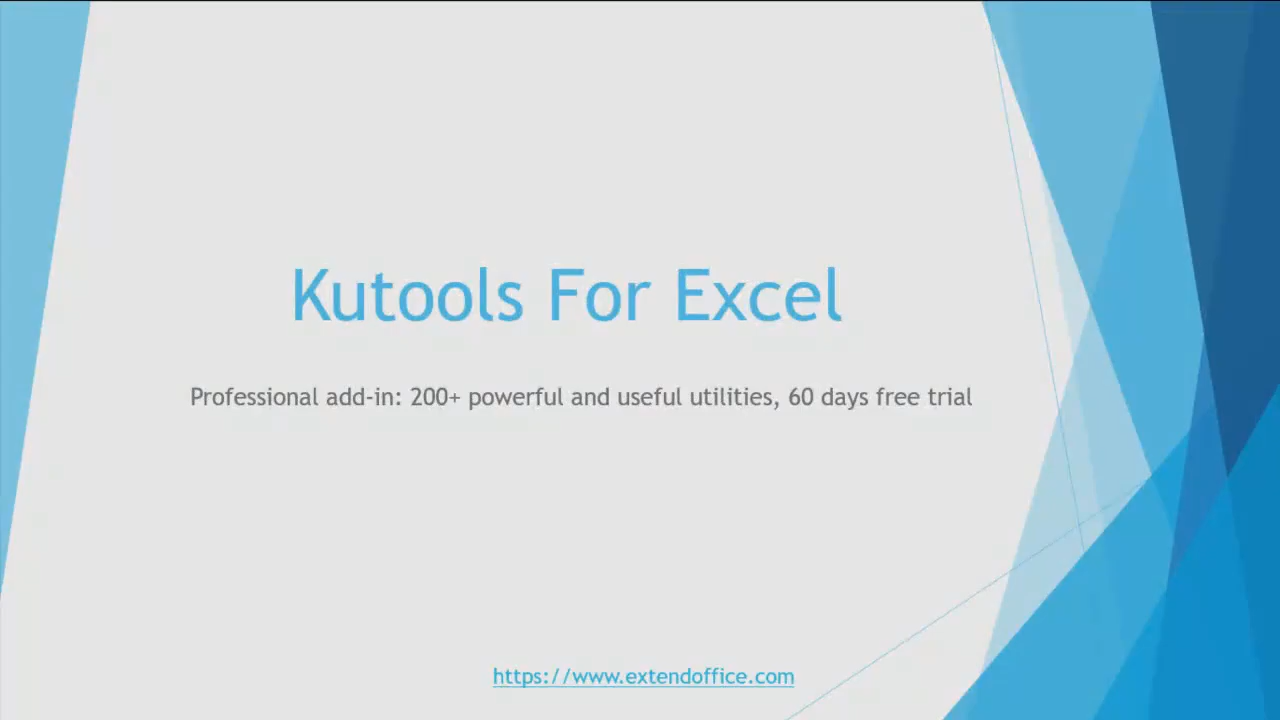 Kutools For Excel
Professional add-in: 200+ powerful and useful utilities, 60 days free trial
https://www.extendoffice.com